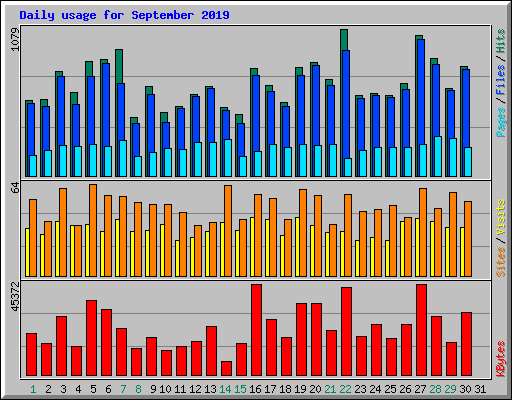 Daily usage for September 2019
1079
Pages / Files / Hits
64
Sites / Visits
45372
KBytes
1 2 3 4 5 6 7 8 9 10 11 12 13 14 15 16 17 18 19 20 21 22 23 24 25 26 27 28 29 30 31